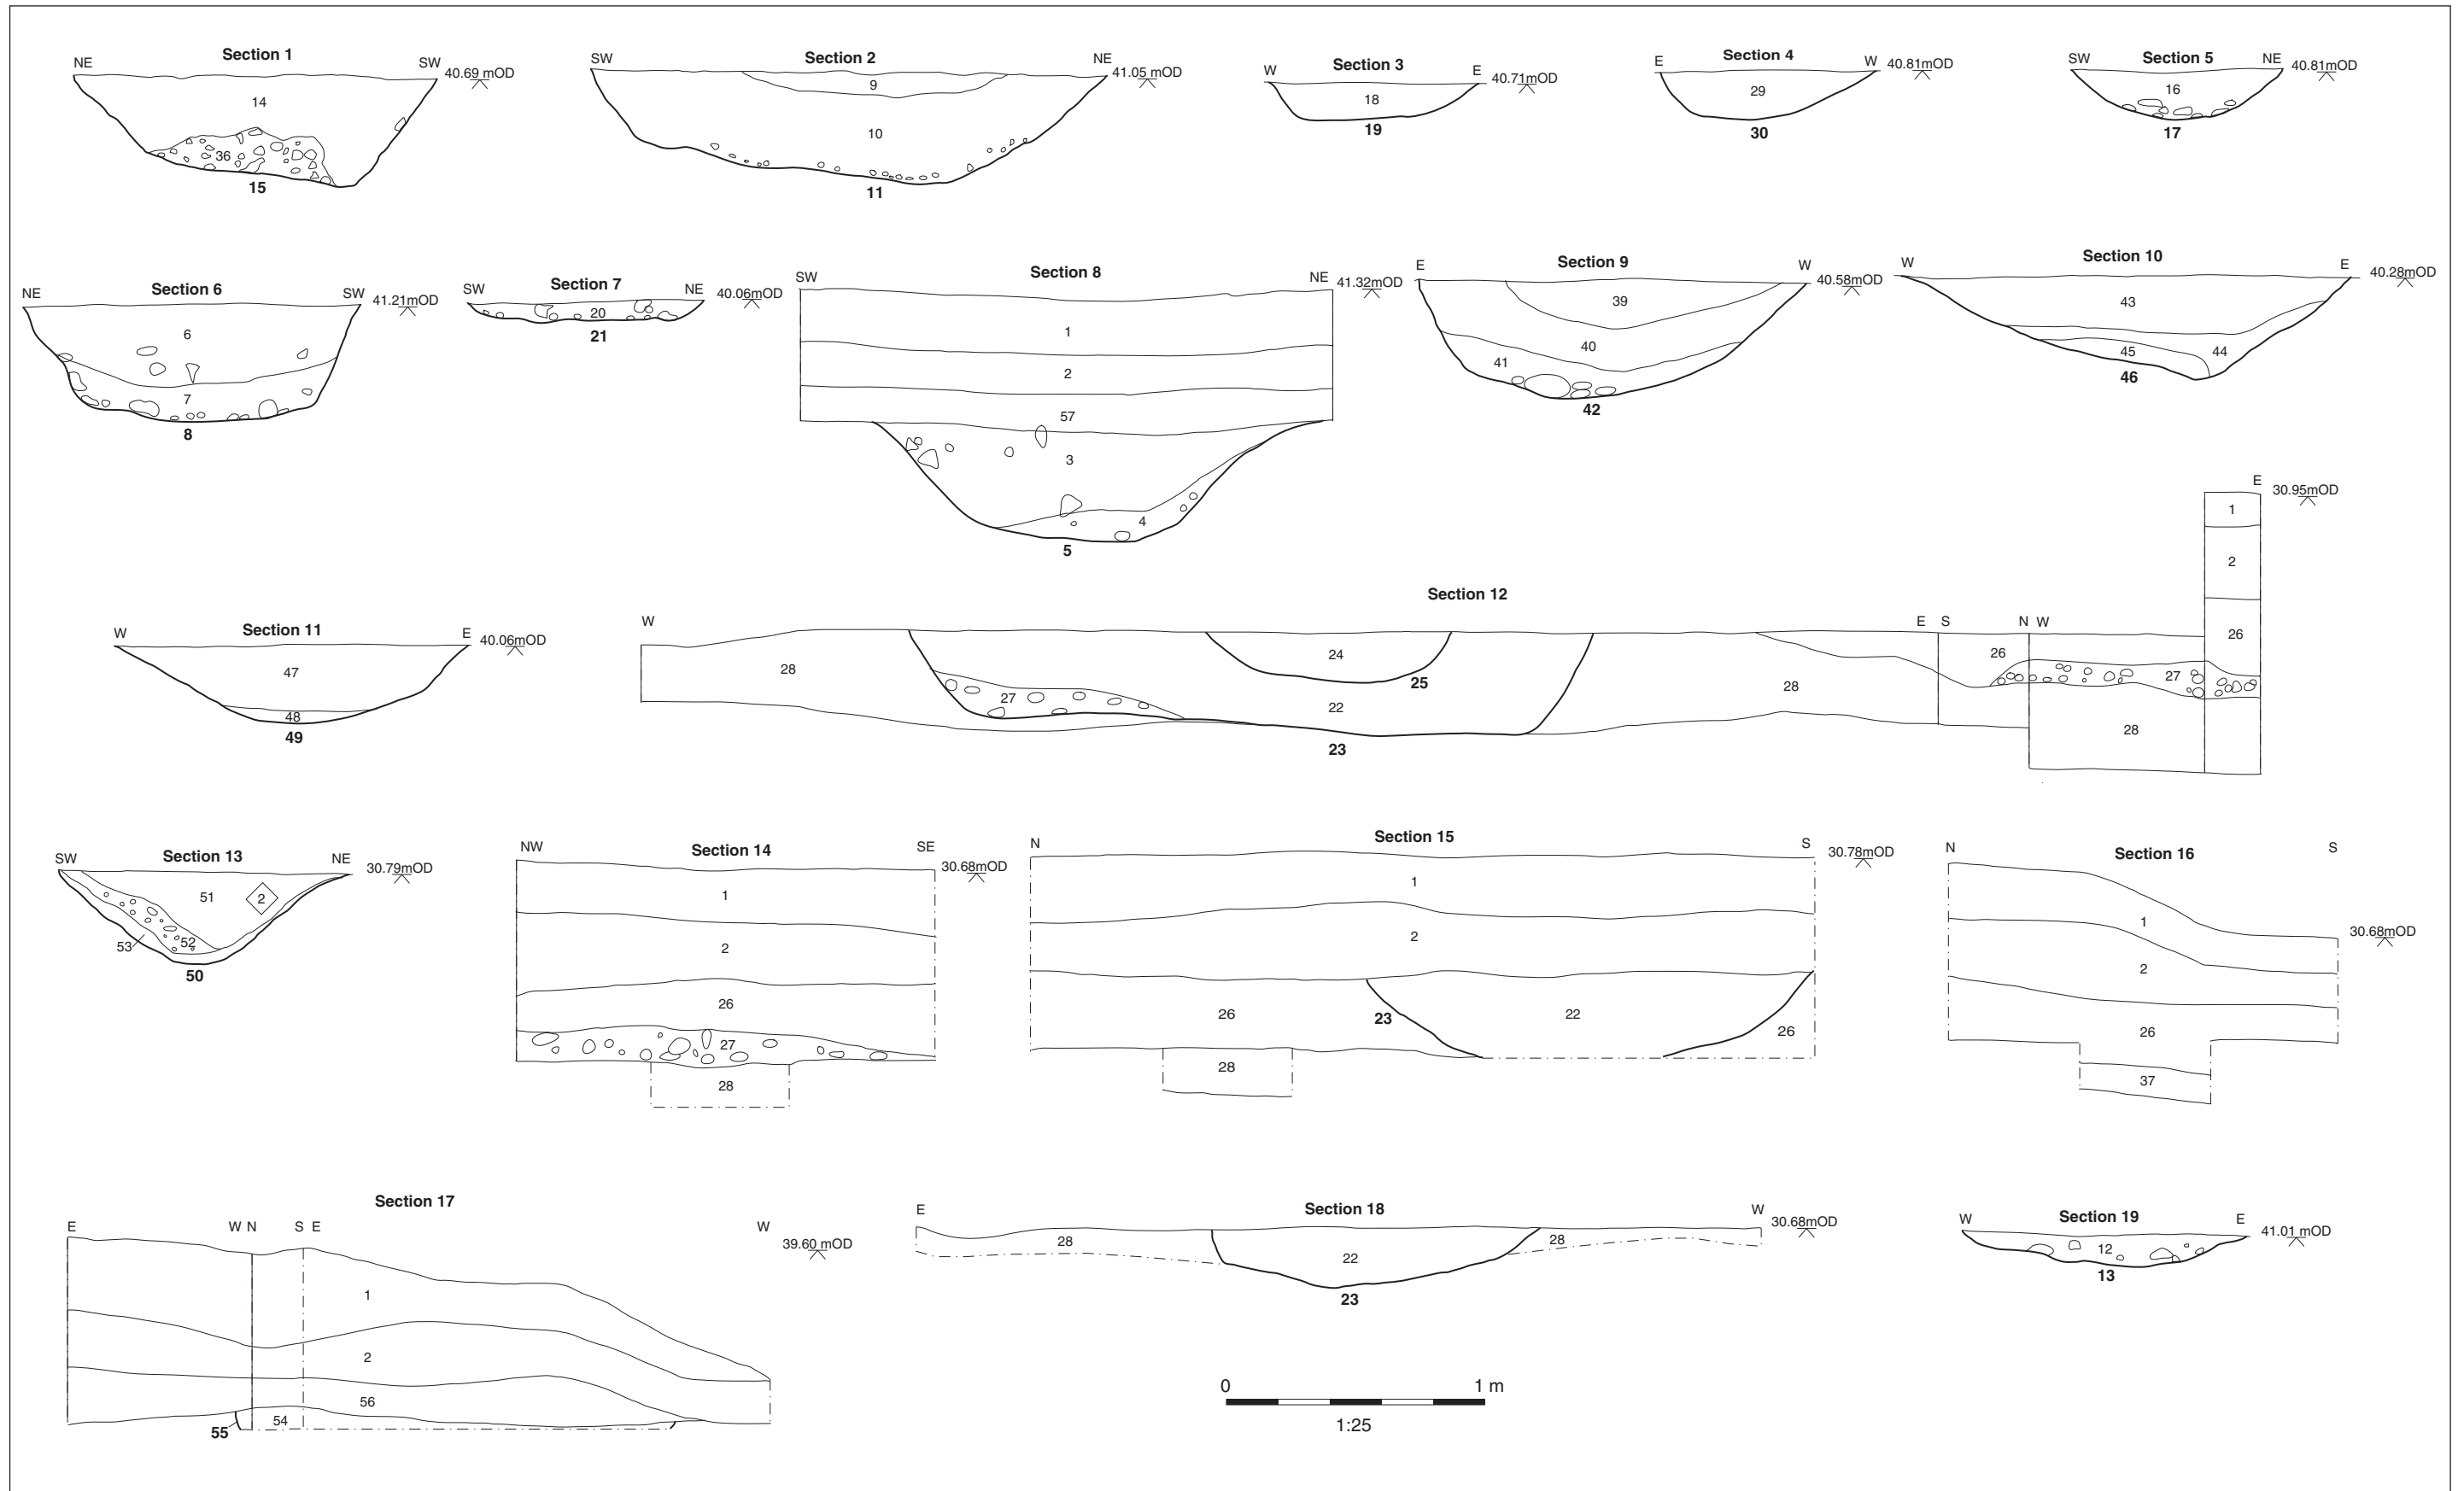 Section 1
NE
SW
40.69 mOD
14
36
15
Section 2
SW
NE
41.05 mOD
9
10
11
Section 3
W
E
40.71mOD
18
19
Section 4
E
W
40.81mOD
29
30
Section 5
SW
NE
40.81mOD
16
17
Section 6
NE
SW
41.21mOD
6
7
8
Section 7
SW
NE
40.06mOD
20
21
Section 8
SW
NE
41.32mOD
1
2
57
3
4
5
Section 9
E
W
40.58mOD
39
40
41
42
Section 10
W
E
40.28mOD
43
45
44
46
Section 11
W
E
40.06mOD
47
48
49
Section 12
W
E S
N W
E
30.95mOD
1
2
26
28
24
25
27
22
23
28
26
27
28
Section 13
SW
NE
30.79mOD
51
2
53
52
50
Section 14
NW
SE
30.68mOD
1
2
26
27
28
Section 15
N
S
30.78mOD
1
2
26
23
22
26
28
Section 16
N
S
30.68mOD
1
2
26
37
Section 17
E
W N
S E
W
39.60 mOD
1
2
56
54
55
Section 18
E
W
30.68mOD
28
22
28
23
Section 19
W
E
41.01 mOD
12
13
0 1 m
1:25